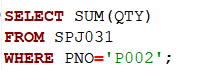 SELECT SUM(QTY)
FROM SPJ031
WHERE PNO='P002';